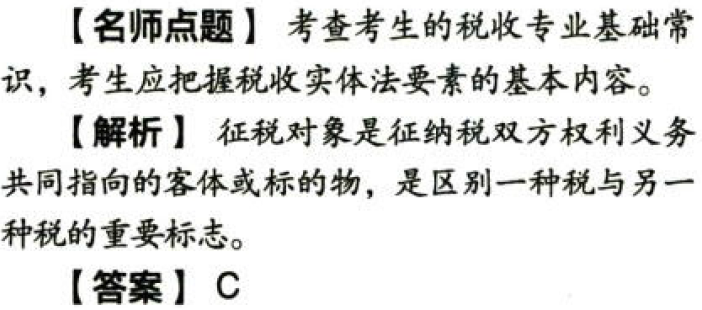 【名师点题】 考查考生的税收专业基础常
识，考生应把握税收实体法要素的基本内容。
【解析】 征税对象是征纳税双方权利义务
共同指向的客体或标的物，是区别一种税与另一
种税的重要标志。
【答案】 C